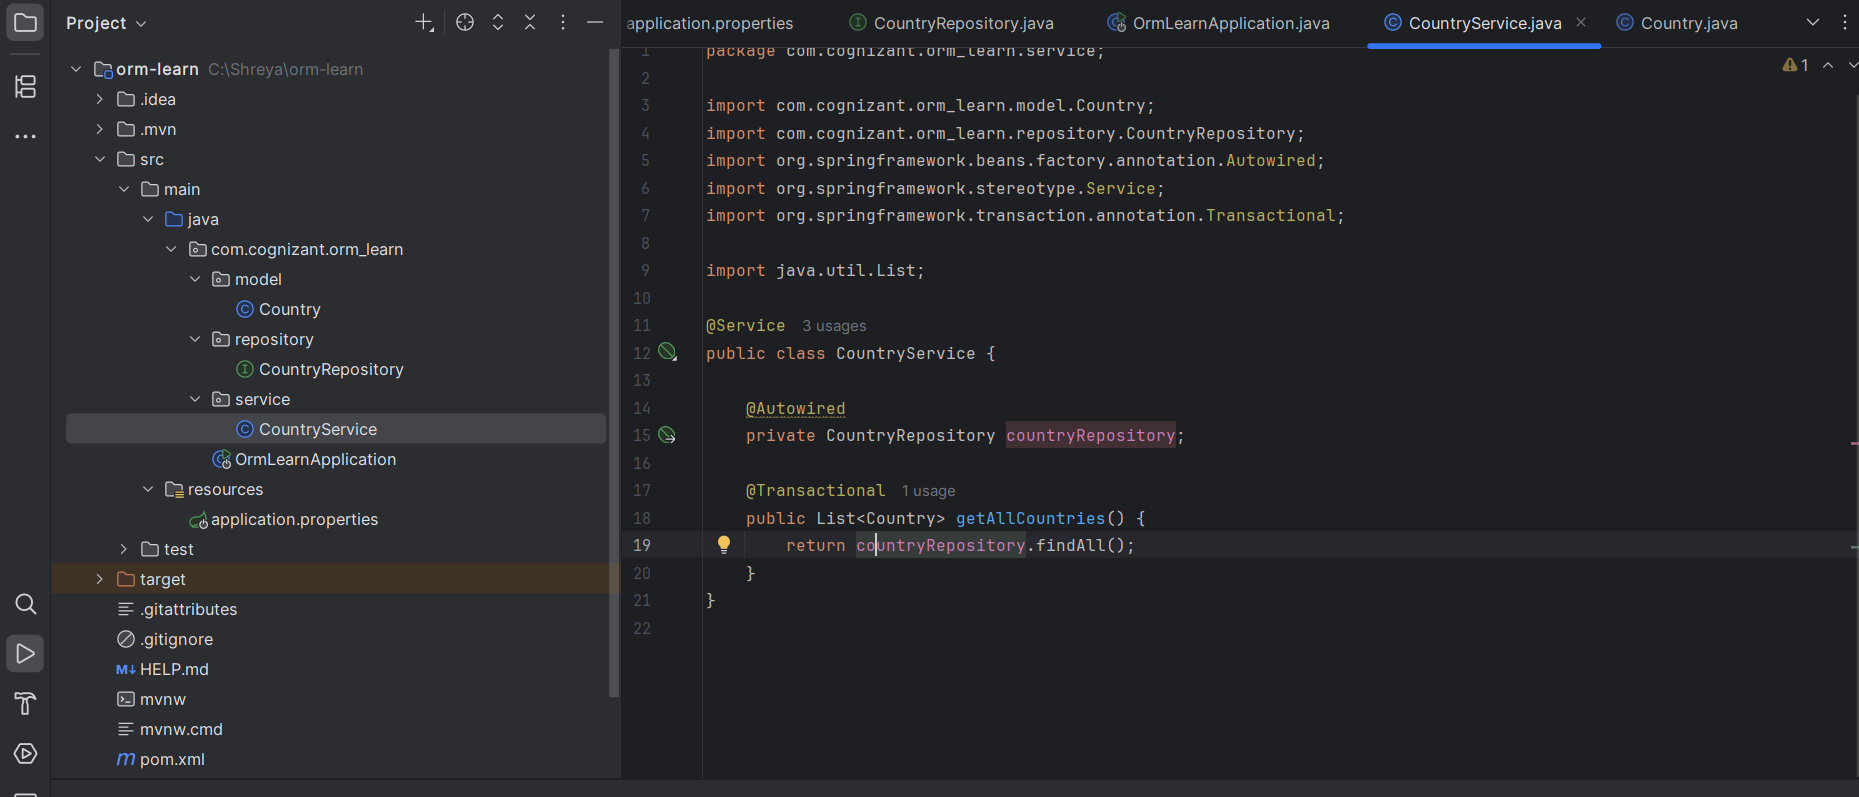 Project
orm-learn C:\Shreya\orm-learn
.idea
.mvn
src
main
java
com.cognizant.orm_learn
model
Country
repository
CountryRepository
service
CountryService
OrmLearnApplication
resources
application.properties
test
target
.gitattributes
.gitignore
M↓ HELP.md
mvnw
mvnw.cmd
m pom.xml
application.properties
CountryRepository.java
OrmLearnApplication.java
CountryService.java
Country.java
1
1 package com.cognizant.orm_learn.service;
2
3 import com.cognizant.orm_learn.model.Country;
4 import com.cognizant.orm_learn.repository.CountryRepository;
5 import org.springframework.beans.factory.annotation.Autowired;
6 import org.springframework.stereotype.Service;
7 import org.springframework.transaction.annotation.Transactional;
8
9 import java.util.List;
10
11 @Service 3 usages
12 public class CountryService {
13
14 @Autowired
15 private CountryRepository countryRepository;
16
17 @Transactional 1 usage
18 public List<Country> getAllCountries() {
19 return countryRepository.findAll();
20 }
21 }
22